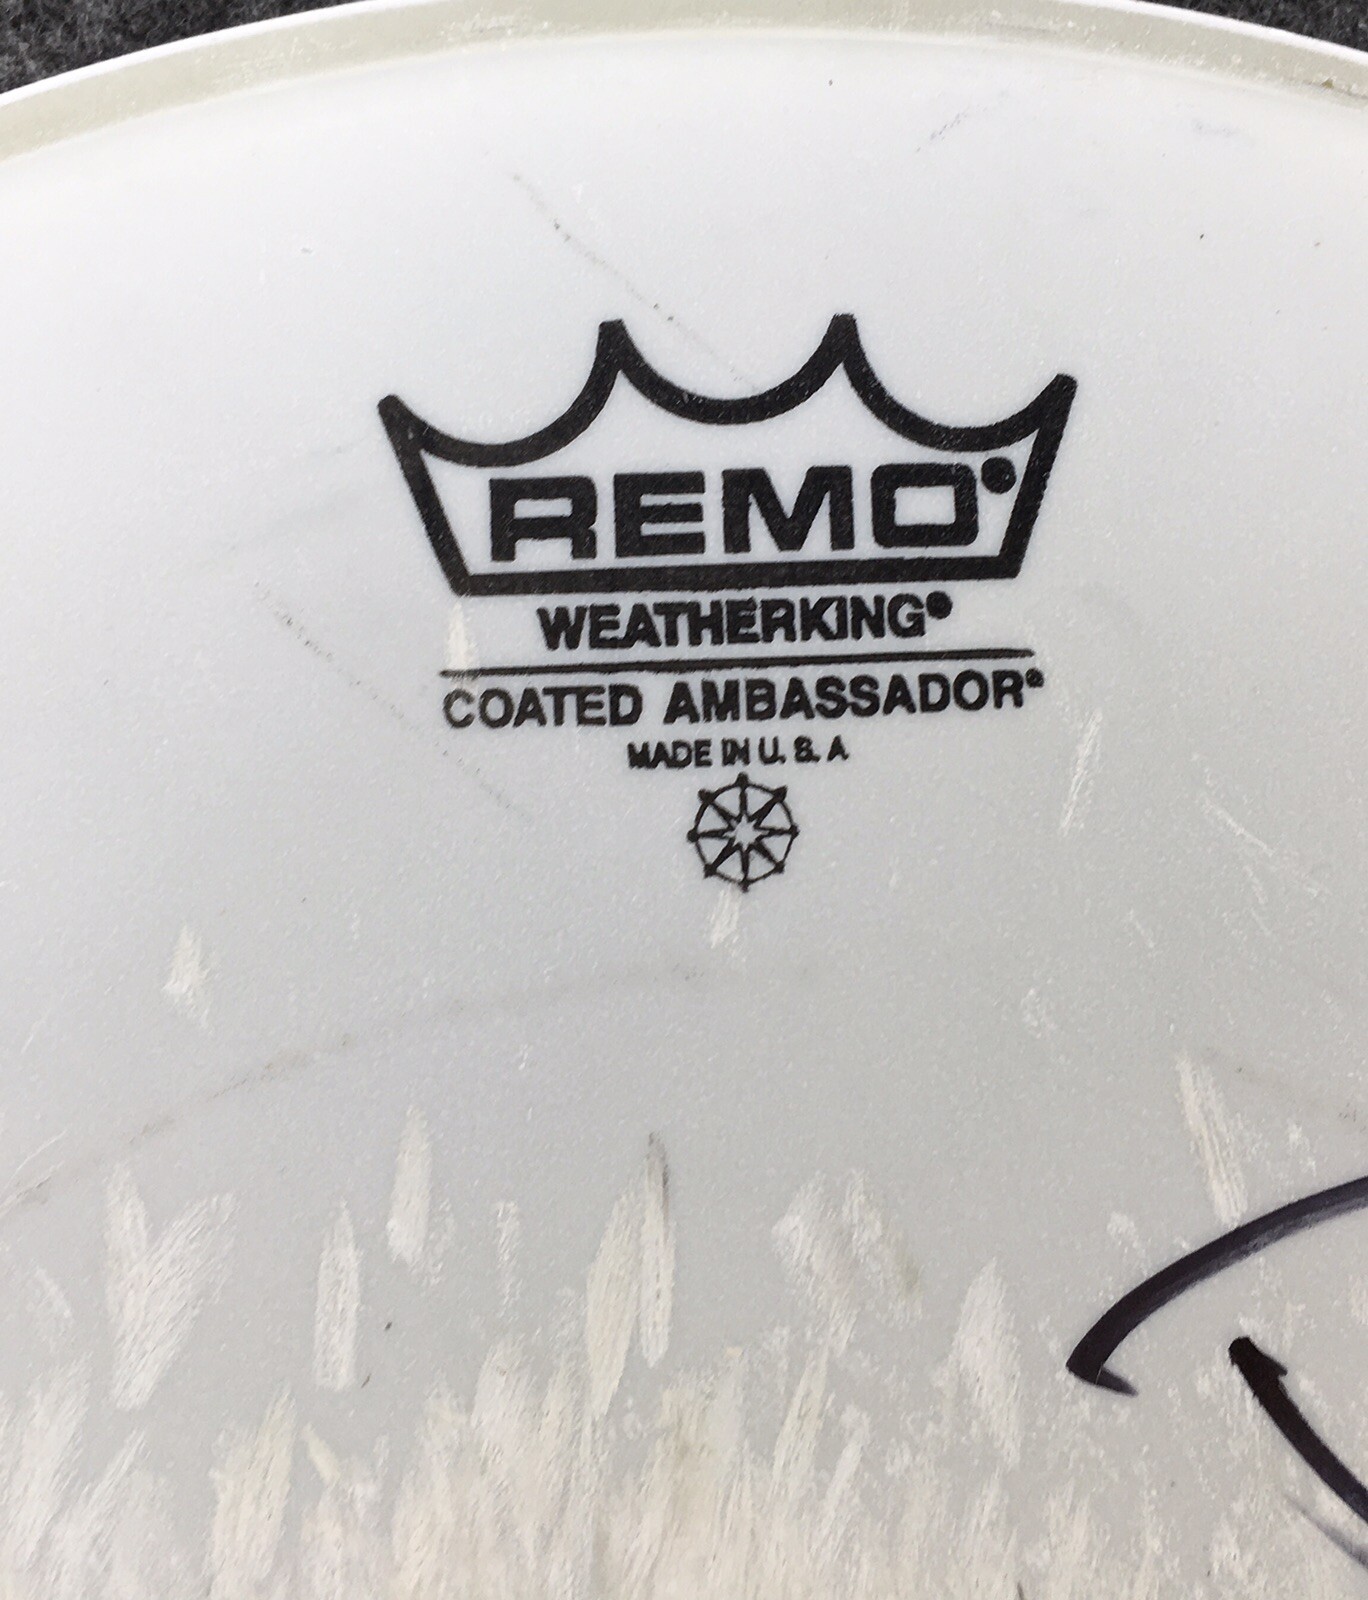 REMO
WEATHERKING®
COATED AMBASSADOR®
MADE IN U.S.A